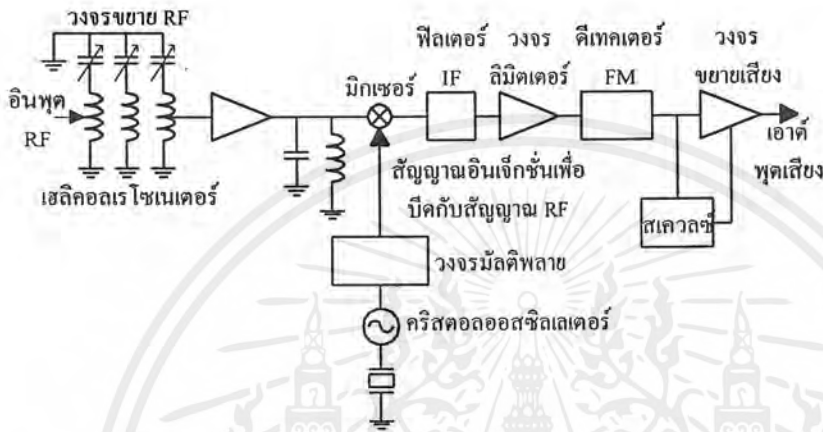 วงจรขยาย RF
อินพุต
RF
เฮลิคอลเรโซเนเตอร์
มิกเซอร์
ฟิลเตอร์
IF
วงจร
ลิมิตเตอร์
ดีเทคเตอร์
FM
วงจร
ขยายเสียง
เอาต์
พุตเสียง
สเควลซ์
สัญญาณอินเจ็กชั่นเพื่อ
บีดกับสัญญาณ RF
วงจรมัลติพลาย
คริสตอลออสซิลเลเตอร์